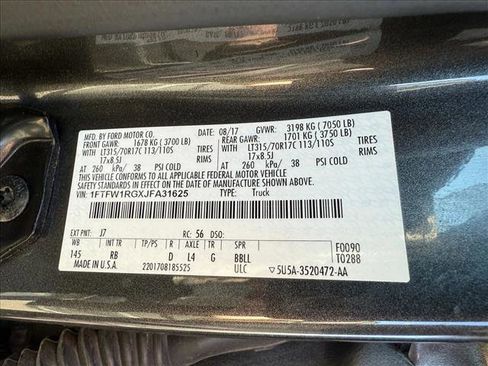 MFD. BY FORD MOTOR CO.
DATE: 08/17 GVWR: 3198 KG ( 7050 LB)
FRONT GAWR: 1678 KG ( 3700 LB) REAR GAWR: 1701 KG ( 3750 LB)
WITH LT315/70R17C 113/110S TIRES WITH LT315/70R17C 113/110S TIRES
17x8.5J RIMS 17x8.5J RIMS
AT 260 kPa/ 38 PSI COLD AT 260 kPa/ 38 PSI COLD
THIS VEHICLE CONFORMS TO ALL APPLICABLE FEDERAL MOTOR VEHICLE
SAFETY STANDARDS IN EFFECT ON THE DATE OF MANUFACTURE SHOWN ABOVE.
VIN: 1FTFW1RGXJFA31625 TYPE: Truck
EXT PNT: J7 RC: 56 DSO:
WB INT TR R AXLE TR SPR F0090
145 RB D L4 G BBLL T0288
MADE IN U.S.A. 2201708185525 ULC 5U5A-3520472-AA